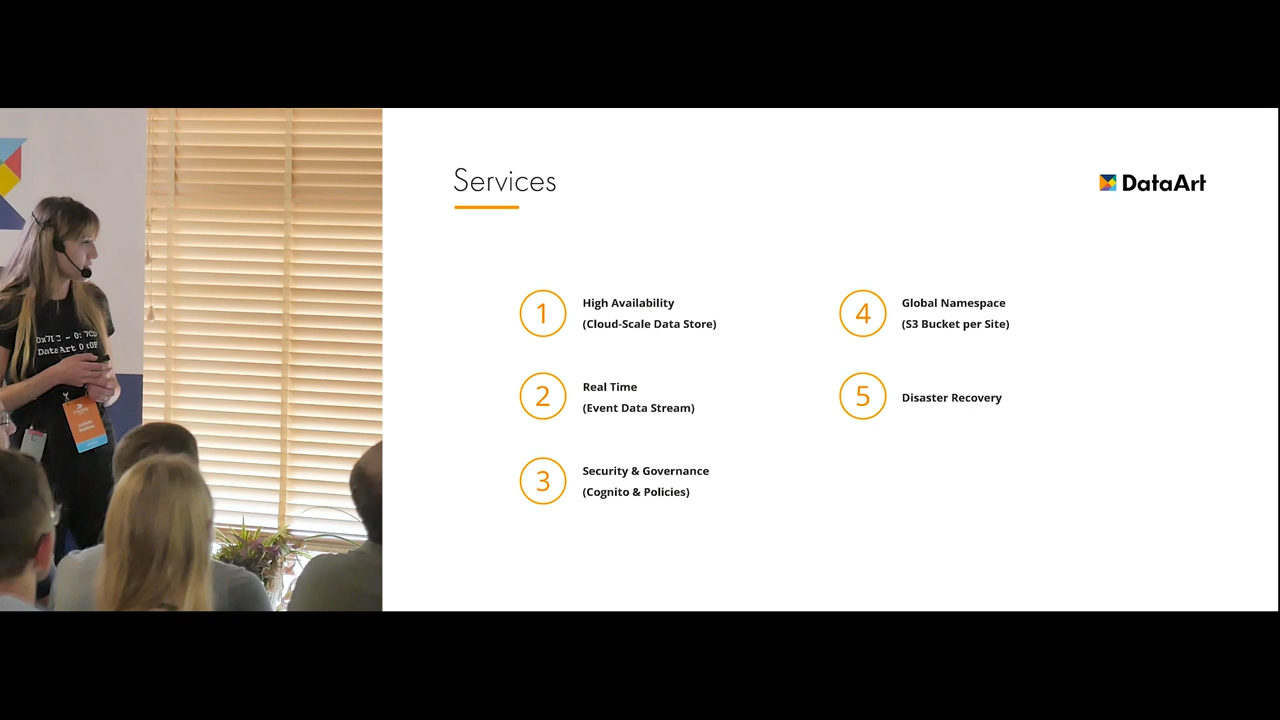 Services
DataArt
1
High Availability
(Cloud-Scale Data Store)
2
Real Time
(Event Data Stream)
3
Security & Governance
(Cognito & Policies)
4
Global Namespace
(S3 Bucket per Site)
5
Disaster Recovery